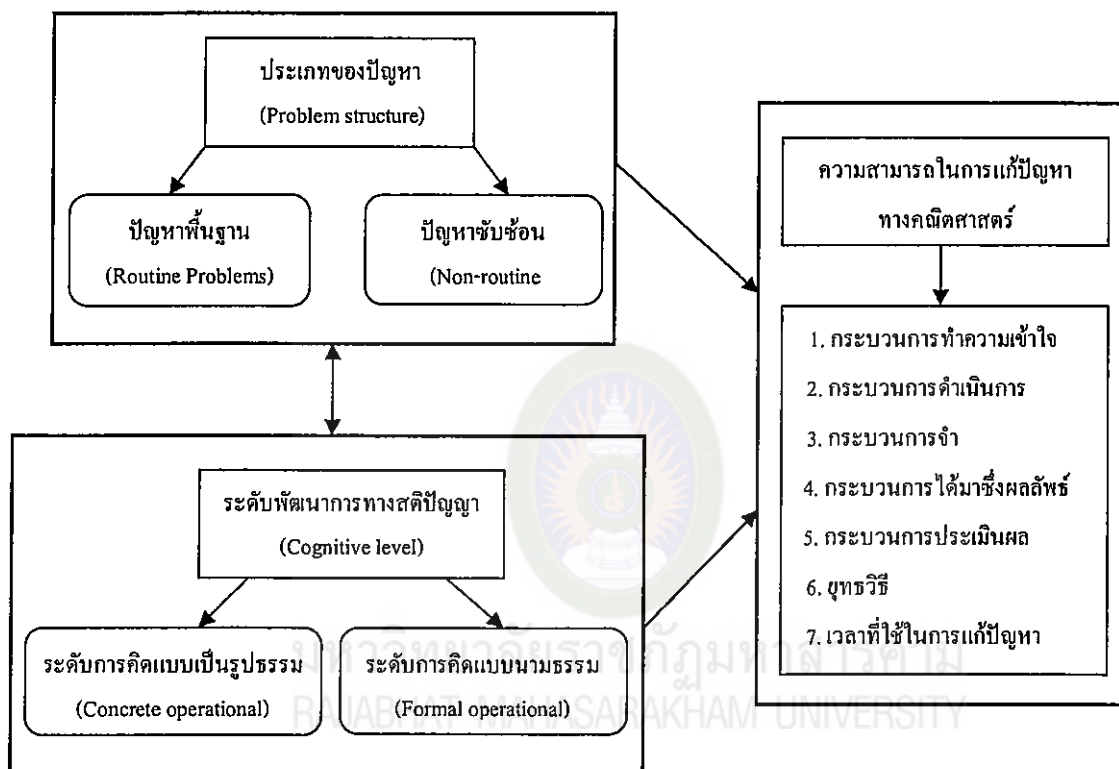 ประเภทของปัญหา
(Problem structure)
ปัญหาพื้นฐาน
(Routine Problems)
ปัญหาซับซ้อน
(Non-routine
ระดับพัฒนาการทางสติปัญญา
(Cognitive level)
ระดับการคิดแบบเป็นรูปธรรม
(Concrete operational)
ระดับการคิดแบบนามธรรม
(Formal operational)
ความสามารถในการแก้ปัญหา
ทางคณิตศาสตร์
1. กระบวนการทำความเข้าใจ
2. กระบวนการดำเนินการ
3. กระบวนการจำ
4. กระบวนการได้มาซึ่งผลลัพธ์
5. กระบวนการประเมินผล
6. ยุทธวิธี
7. เวลาที่ใช้ในการแก้ปัญหา
มหาวิทยาลัยราชภัฏมหาสารคาม
RAJABHAT MAHASARAKHAM UNIVERSITY